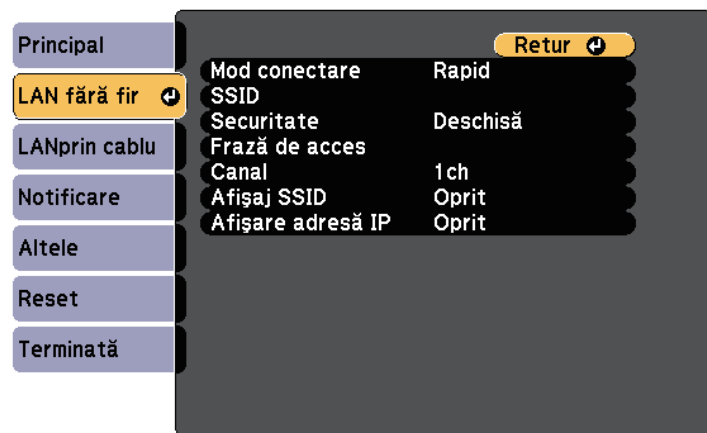 Principal
LAN fără fir
LANprin cablu
Notificare
Altele
Reset
Terminată
Retur
Mod conectare Rapid
SSID
Securitate Deschisă
Frază de acces
Canal 1ch
Afişaj SSID Oprit
Afişare adresă IP Oprit